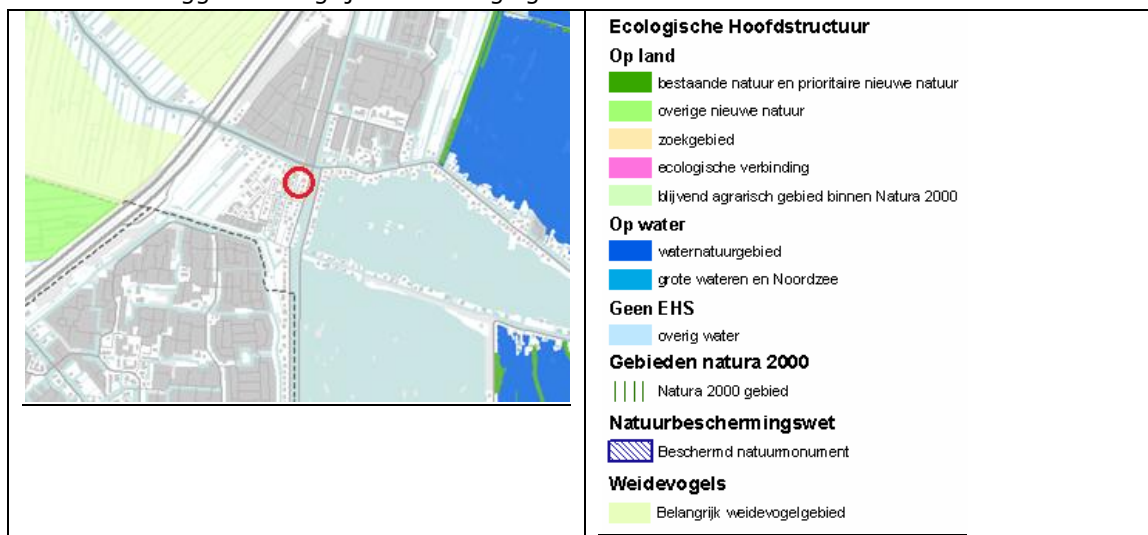 Ecologische Hoofdstructuur
Op land
bestaande natuur en prioritaire nieuwe natuur
overige nieuwe natuur
zoekgebied
ecologische verbinding
blijvend agrarisch gebied binnen Natura 2000
Op water
waternatuurgebied
grote wateren en Noordzee
Geen EHS
overig water
Gebieden natura 2000
Natura 2000 gebied
Natuurbeschermingswet
Beschermd natuurmonument
Weidevogels
Belangrijk weidevogelgebied